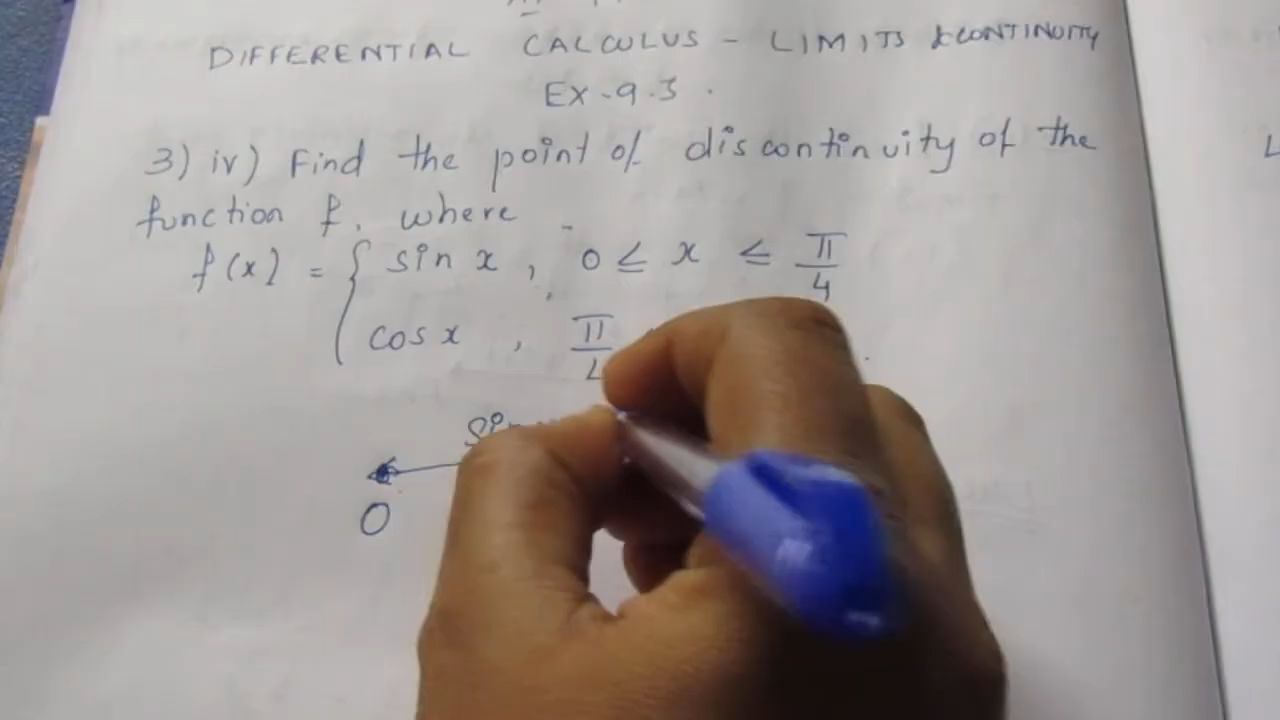 DIFFERENTIAL CALCULUS - LIMITS & CONTINUITY
EX-9.3.
3) iv) Find the point of discontinuity of the
function f, where
f(x) = { sin x, 0 ≤ x ≤ π/4
cos x, π
0